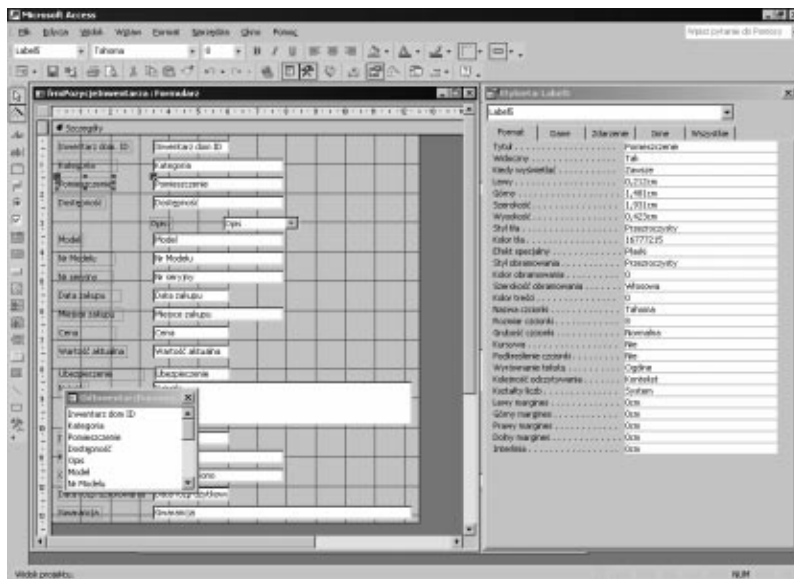 Microsoft Access
Plik Edycja Widok Wstaw Format Narzędzia Okno Pomoc
Wpisz pytanie do Pomocy
Label5 Tahoma 8 B I U
frmPozycjeInwentarza : Formularz
Szczegóły
Inwentarz dom. ID Inwentarz dom ID
Kategoria Kategoria
Pomieszczenie Pomieszczenie
Dostępność Dostępność
Opis Opis
Model Model
Nr Modelu Nr Modelu
Nr seryjny Nr seryjny
Data zakupu Data zakupu
Miejsce zakupu Miejsce zakupu
Cena Cena
Wartość aktualna Wartość aktualna
Ubezpieczenie Ubezpieczenie
Inwentarz dom ID
Kategoria
Pomieszczenie
Dostępność
Opis
Model
Nr Modelu
Gwarancja Gwarancja
Etykieta: Label5
Label5
Format Dane Zdarzenie Inne Wszystkie
Tytuł Pomieszczenie
Widoczny Tak
Kiedy wyświetlać Zawsze
Lewy 0,212cm
Górny 1,481cm
Szerokość 1,931cm
Wysokość 0,423cm
Styl tła Przezroczysty
Kolor tła 16777215
Efekt specjalny Płaski
Styl obramowania Przezroczysty
Kolor obramowania 0
Szerokość obramowania Włosowa
Kolor treści 0
Nazwa czcionki Tahoma
Rozmiar czcionki 8
Grubość czcionki Normalna
Kursywa Nie
Podkreślenie czcionki Nie
Wyrównanie tekstu Ogólne
Kolejność odczytywania Kontekst
Kształty liczb System
Lewy margines 0cm
Górny margines 0cm
Prawy margines 0cm
Dolny margines 0cm
Interlinia 0cm
Widok projektu. NUM